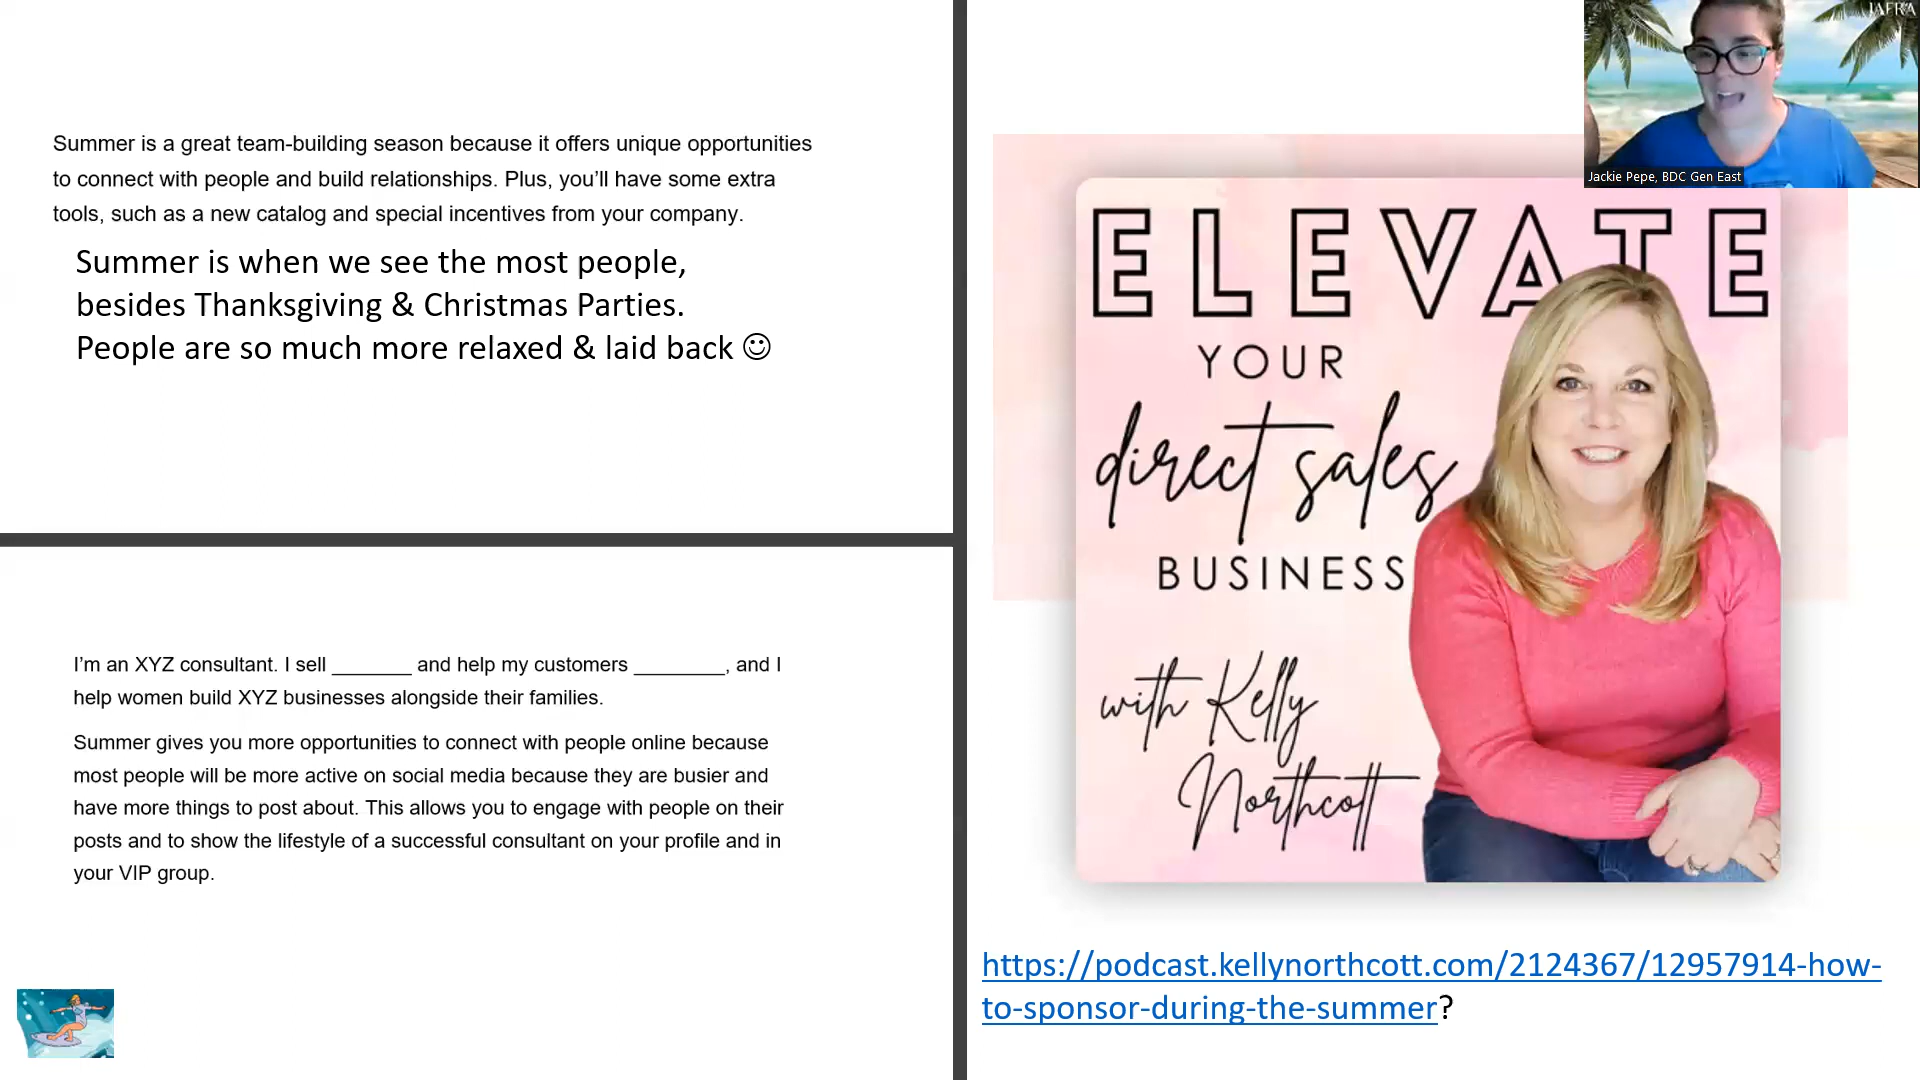 Summer is a great team-building season because it offers unique opportunities
to connect with people and build relationships. Plus, you’ll have some extra
tools, such as a new catalog and special incentives from your company.
Summer is when we see the most people,
besides Thanksgiving & Christmas Parties.
People are so much more relaxed & laid back ☺
I’m an XYZ consultant. I sell _______ and help my customers ________, and I
help women build XYZ businesses alongside their families.
Summer gives you more opportunities to connect with people online because
most people will be more active on social media because they are busier and
have more things to post about. This allows you to engage with people on their
posts and to show the lifestyle of a successful consultant on your profile and in
your VIP group.
JAFRA
Jackie Pepe, BDC Gen East
ELEVATE
YOUR
direct sales
BUSINESS
with Kelly
Northcott
https://podcast.kellynorthcott.com/2124367/12957914-how-
to-sponsor-during-the-summer?